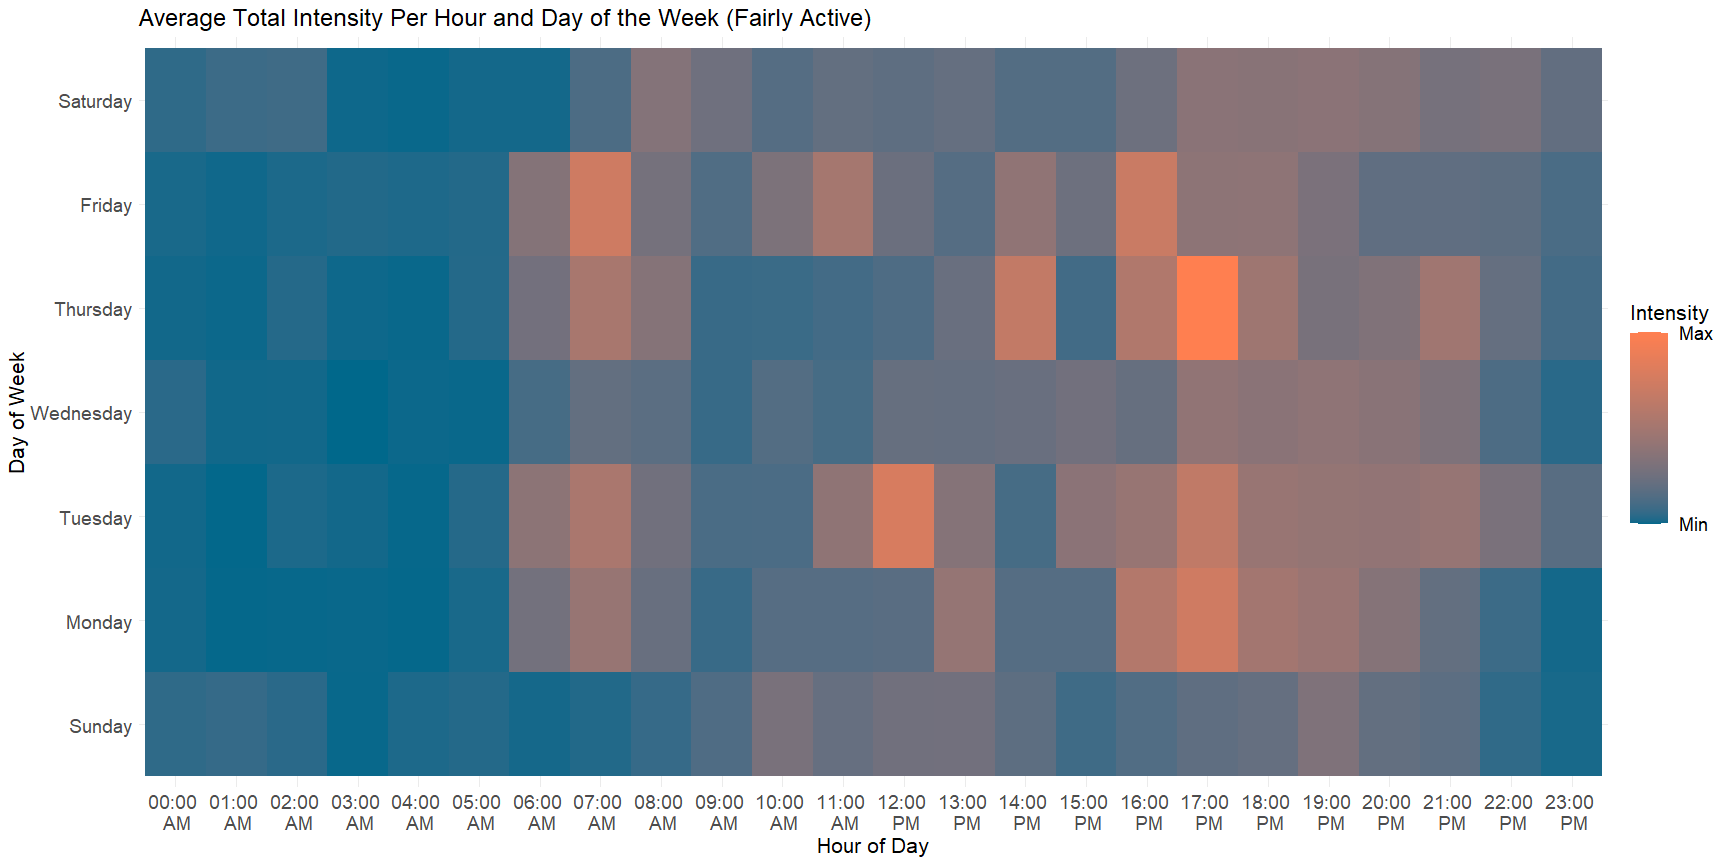 Average Total Intensity Per Hour and Day of the Week (Fairly Active)
Saturday
Friday
Thursday
Wednesday
Tuesday
Monday
Sunday
Day of Week
00:00 01:00 02:00 03:00 04:00 05:00 06:00 07:00 08:00 09:00 10:00 11:00 12:00 13:00 14:00 15:00 16:00 17:00 18:00 19:00 20:00 21:00 22:00 23:00
AM AM AM AM AM AM AM AM AM AM AM AM PM PM PM PM PM PM PM PM PM PM PM PM
Hour of Day
Intensity
Max
Min